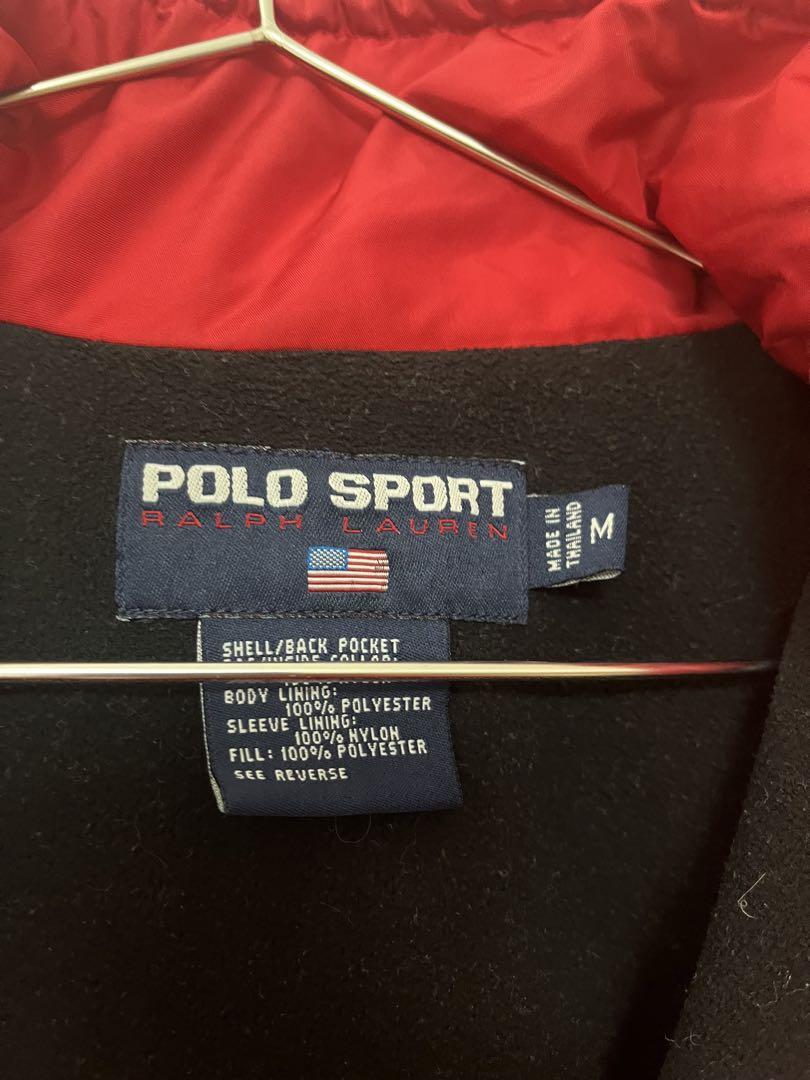 POLO SPORT
RALPH LAUREN
MADE IN
THAILAND
M
SHELL/BACK POCKET
COLLAR:
BODY LINING:
100% POLYESTER
SLEEVE LINING:
100% NYLON
FILL: 100% POLYESTER
SEE REVERSE